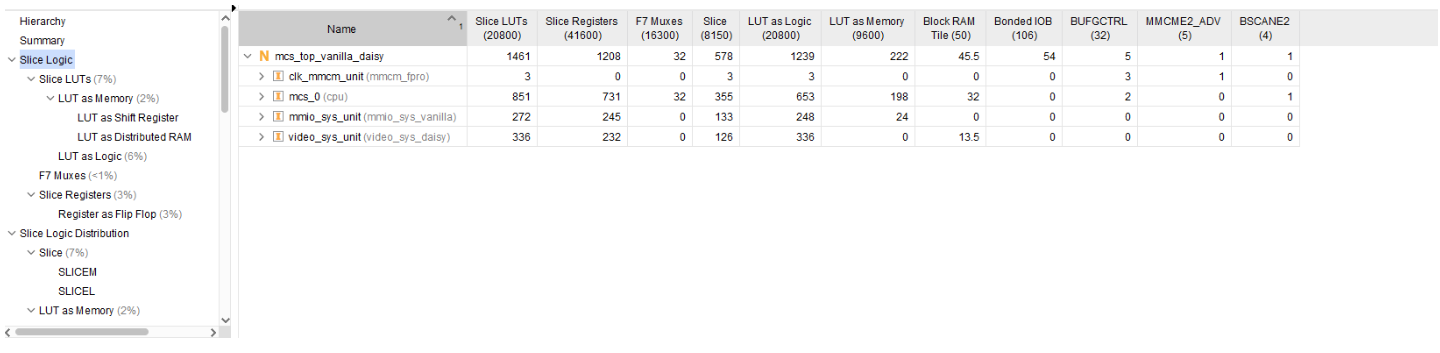 Hierarchy
Summary
Slice Logic
Slice LUTs (7%)
LUT as Memory (2%)
LUT as Shift Register
LUT as Distributed RAM
LUT as Logic (6%)
F7 Muxes (<1%)
Slice Registers (3%)
Register as Flip Flop (3%)
Slice Logic Distribution
Slice (7%)
SLICEM
SLICEL
LUT as Memory (2%)
Name 1 Slice LUTs (20800) Slice Registers (41600) F7 Muxes (16300) Slice (8150) LUT as Logic (20800) LUT as Memory (9600) Block RAM Tile (50) Bonded IOB (106) BUFGCTRL (32) MMCME2_ADV (5) BSCANE2 (4)
N mcs_top_vanilla_daisy 1461 1208 32 578 1239 222 45.5 54 5 1 1
I clk_mmcm_unit (mmcm_fpro) 3 0 0 3 3 0 0 0 3 1 0
I mcs_0 (cpu) 851 731 32 355 653 198 32 0 2 0 1
I mmio_sys_unit (mmio_sys_vanilla) 272 245 0 133 248 24 0 0 0 0 0
I video_sys_unit (video_sys_daisy) 336 232 0 126 336 0 13.5 0 0 0 0